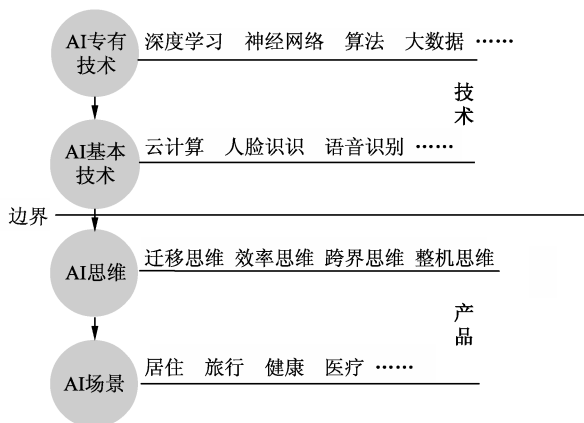 AI专有
技术
深度学习 神经网络 算法 大数据 ……
技
术
AI基本
技术
云计算 人脸识识 语音识别 ……
边界
AI思维
迁移思维 效率思维 跨界思维 整机思维
产
品
AI场景
居住 旅行 健康 医疗 ……